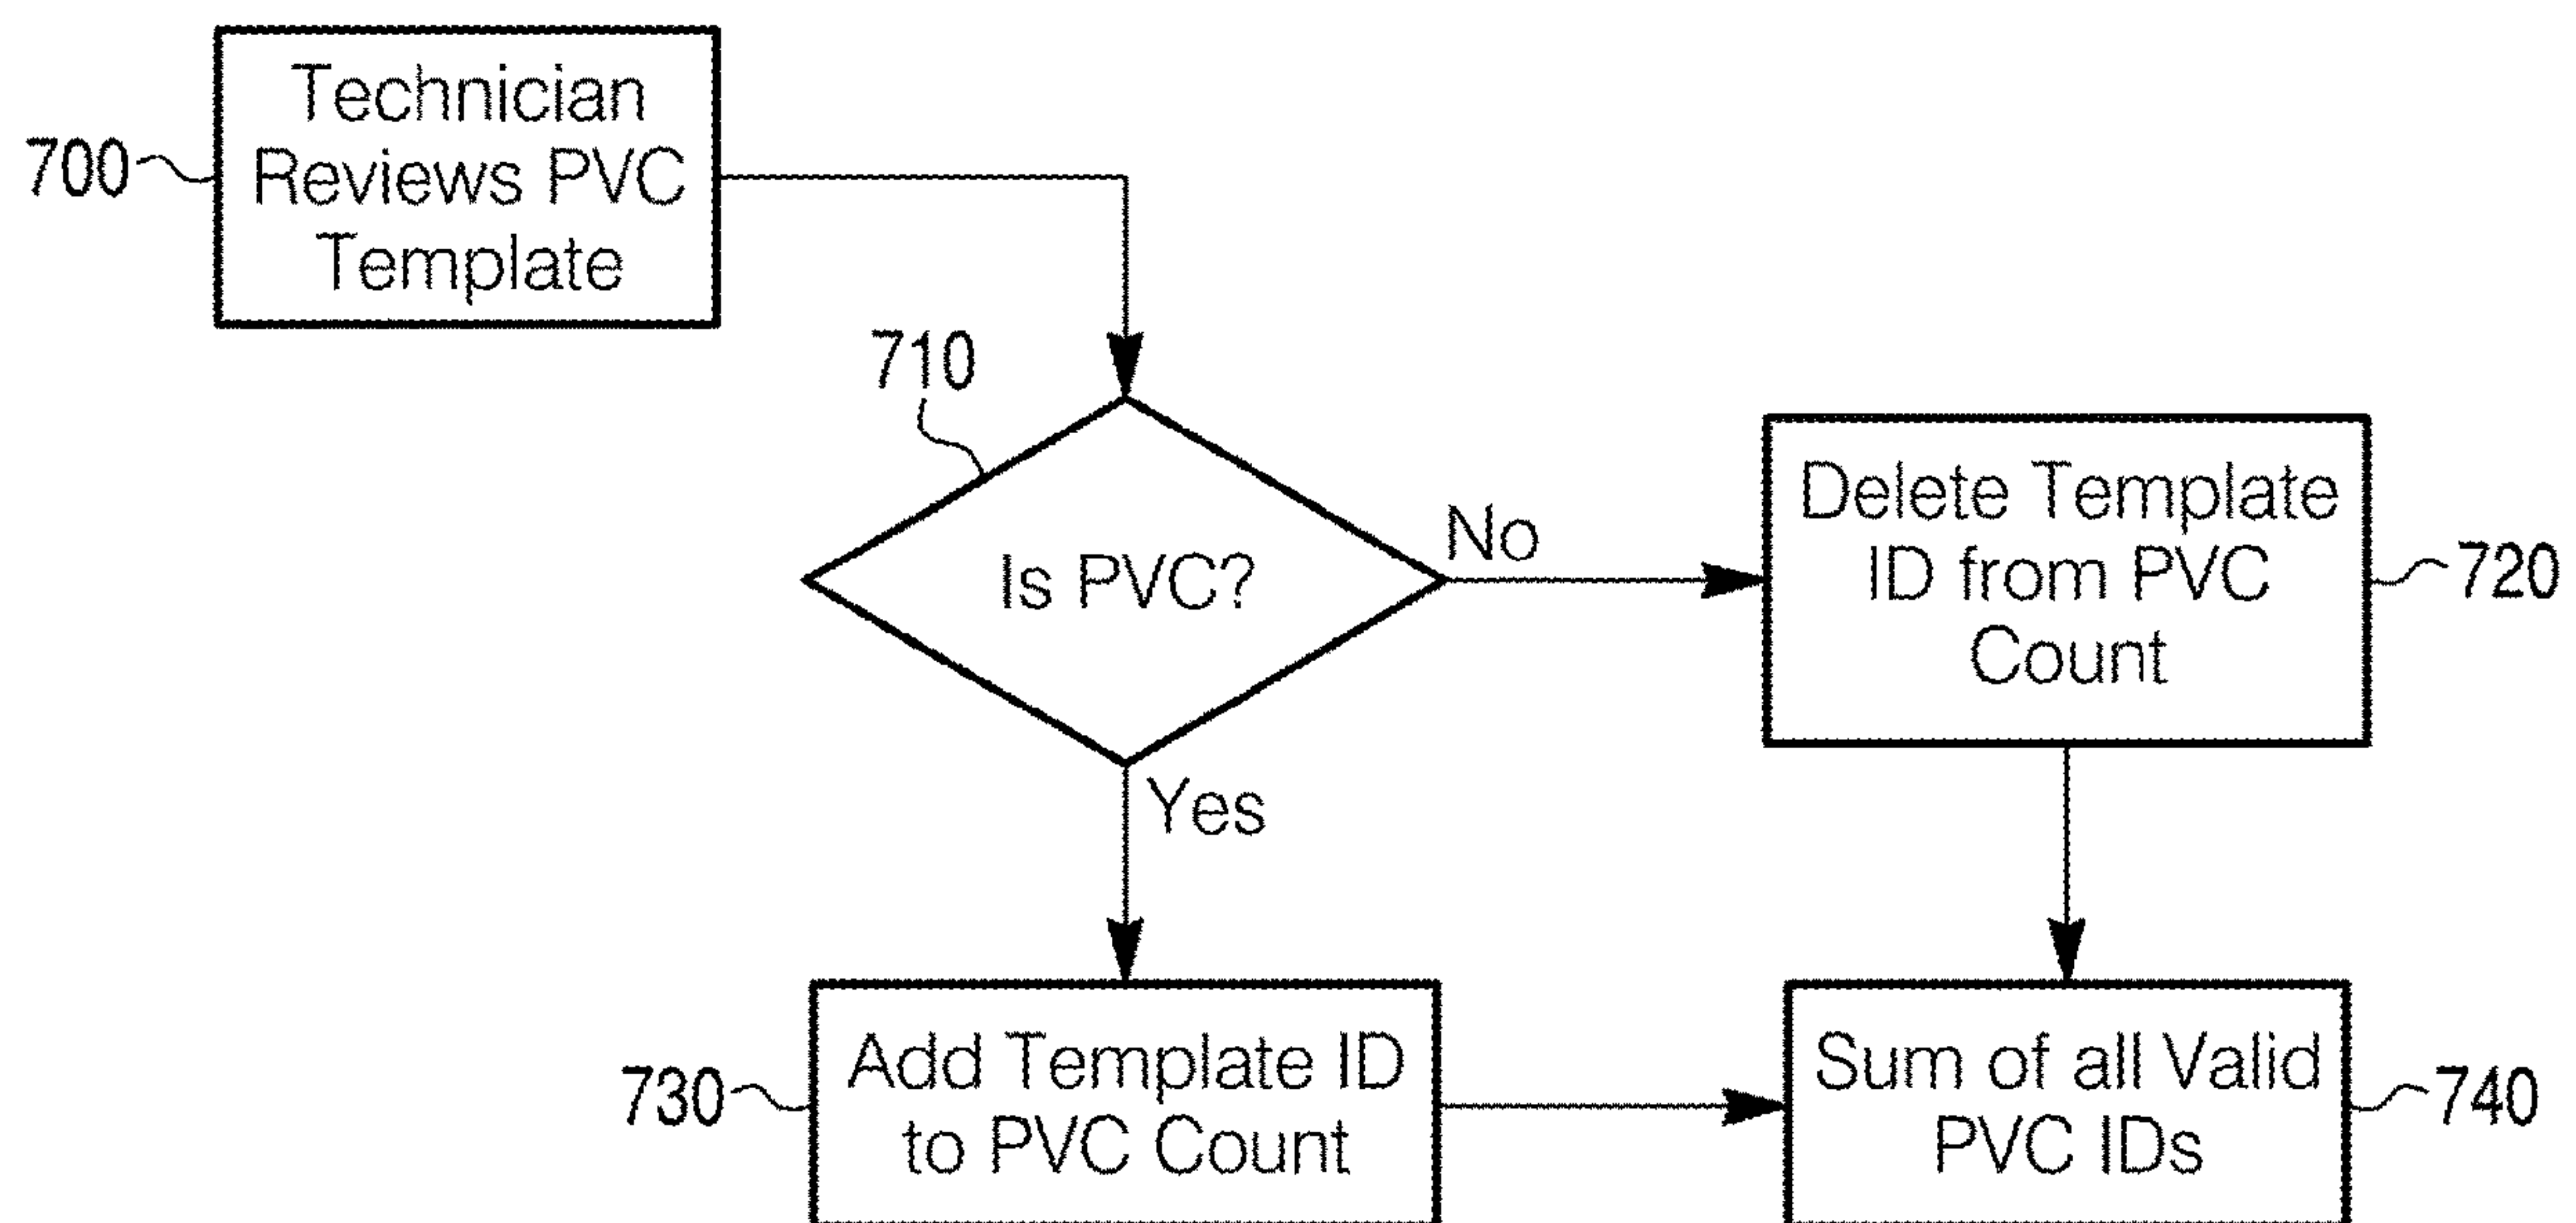 Technician
Reviews PVC
Template
700
710
Is PVC?
No
Yes
Delete Template
ID from PVC
Count
720
Add Template ID
to PVC Count
730
Sum of all Valid
PVC IDs
740